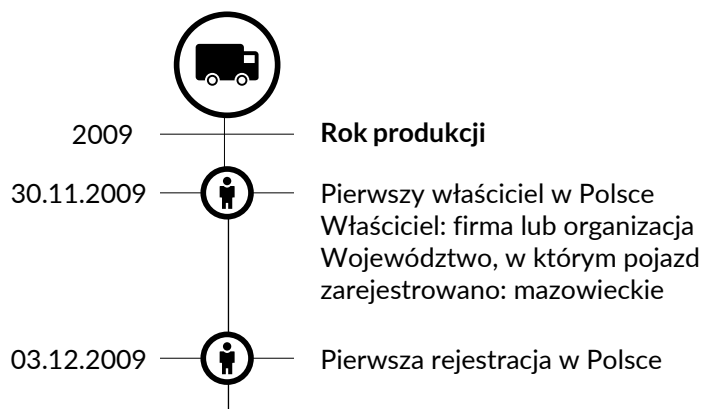 2009
Rok produkcji
30.11.2009
Pierwszy właściciel w Polsce
Właściciel: firma lub organizacja
Województwo, w którym pojazd
zarejestrowano: mazowieckie
03.12.2009
Pierwsza rejestracja w Polsce